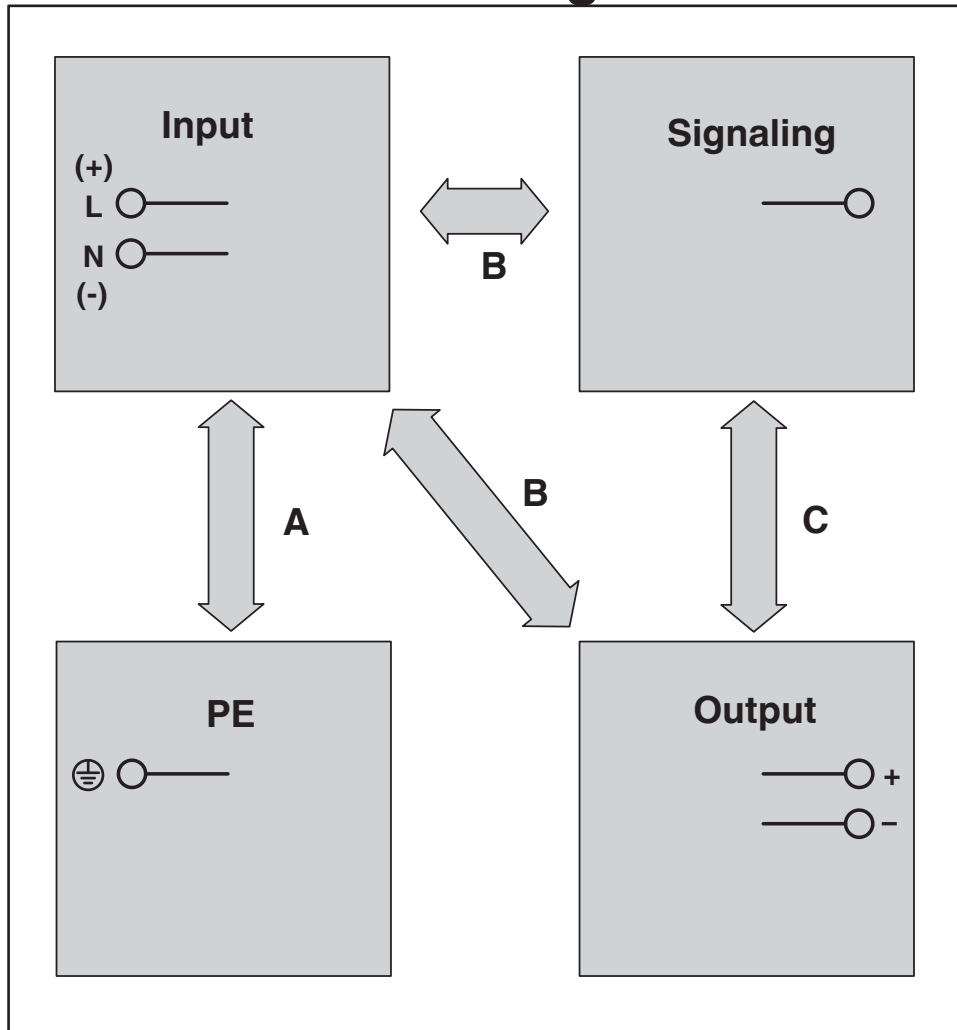 Input
(+)
L
N
(-)
Signaling
B
A
B
C
PE
Output
+
–